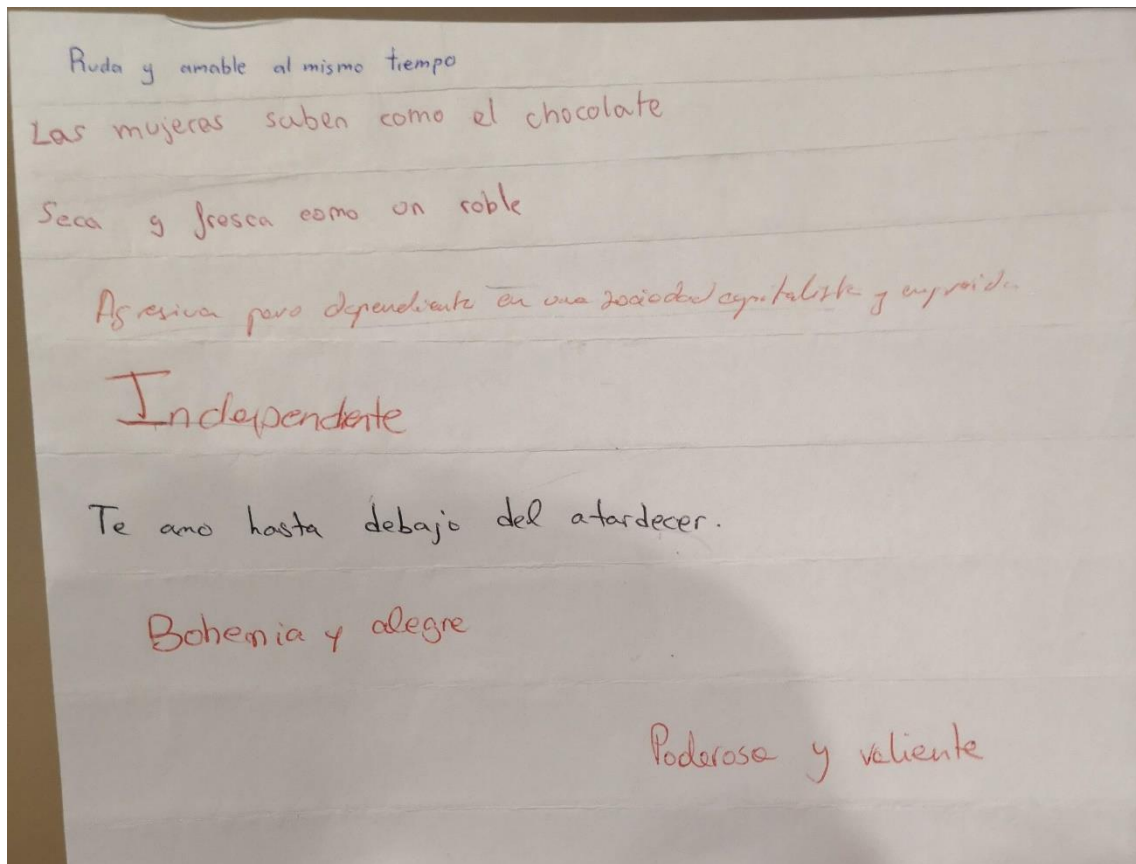 Ruda y amable al mismo tiempo
Las mujeres saben como el chocolate
Seca y fresca como un roble
Agresiva pero dependiente en una sociedad capitalista y
Independente
Te amo hasta debajo del atardecer.
Bohemia y alegre
Poderosa y valiente